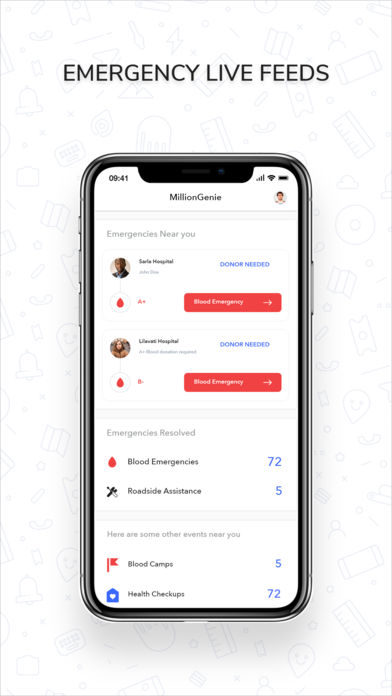 EMERGENCY LIVE FEEDS
09:41
MillionGenie
Emergencies Near you
Sarla Hospital
DONOR NEEDED
John Doe
A+
Blood Emergency
Lilavati Hospital
DONOR NEEDED
A+ Blood donation required
B-
Blood Emergency
Emergencies Resolved
Blood Emergencies 72
Roadside Assistance 5
Here are some other events near you
Blood Camps 5
Health Checkups 72